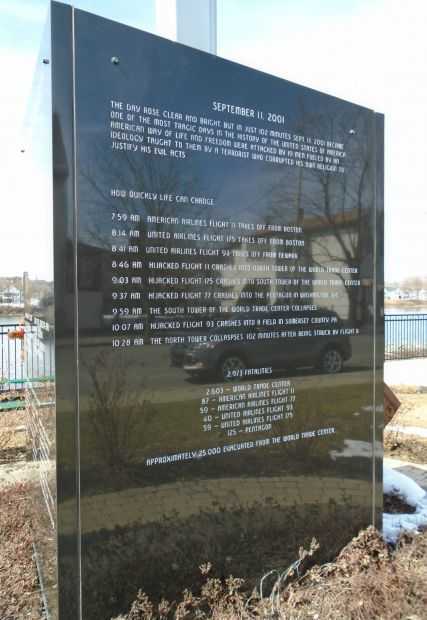 SEPTEMBER 11, 2001
THE DAY ROSE CLEAR AND BRIGHT BUT IN JUST 102 MINUTES SEPT 11, 2001 BECAME
ONE OF THE MOST TRAGIC DAYS IN THE HISTORY OF THE UNITED STATES OF AMERICA
AMERICAN WAY OF LIFE AND FREEDOM WERE ATTACKED BY 19 MEN FUELED BY AN
IDEOLOGY TAUGHT TO THEM BY A TERRORIST WHO CORRUPTED HIS OWN RELIGION TO
JUSTIFY HIS EVIL ACTS
HOW QUICKLY LIFE CAN CHANGE
7:59 AM AMERICAN AIRLINES FLIGHT 11 TAKES OFF FROM BOSTON
8:14 AM UNITED AIRLINES FLIGHT 175 TAKES OFF FROM BOSTON
8:41 AM UNITED AIRLINES FLIGHT 93 TAKES OFF FROM NEWARK
8:46 AM HIJACKED FLIGHT 11 CRASHES INTO NORTH TOWER OF THE WORLD TRADE CENTER
9:03 AM HIJACKED FLIGHT 175 CRASHES INTO SOUTH TOWER OF THE WORLD TRADE CENTER
9:37 AM HIJACKED FLIGHT 77 CRASHES INTO THE PENTAGON IN WASHINGTON, D.C.
9:59 AM THE SOUTH TOWER OF THE WORLD TRADE CENTER COLLAPSES
10:07 AM HIJACKED FLIGHT 93 CRASHES INTO A FIELD IN SOMERSET COUNTY PA
10:28 AM THE NORTH TOWER COLLAPSES 102 MINUTES AFTER BEING STRUCK BY FLIGHT 11
2,973 FATALITIES
2,603 - WORLD TRADE CENTER
87 - AMERICAN AIRLINES FLIGHT 11
59 - AMERICAN AIRLINES FLIGHT 77
40 - UNITED AIRLINES FLIGHT 93
59 - UNITED AIRLINES FLIGHT 175
125 - PENTAGON
APPROXIMATELY 25,000 EVACUATED FROM THE WORLD TRADE CENTER.